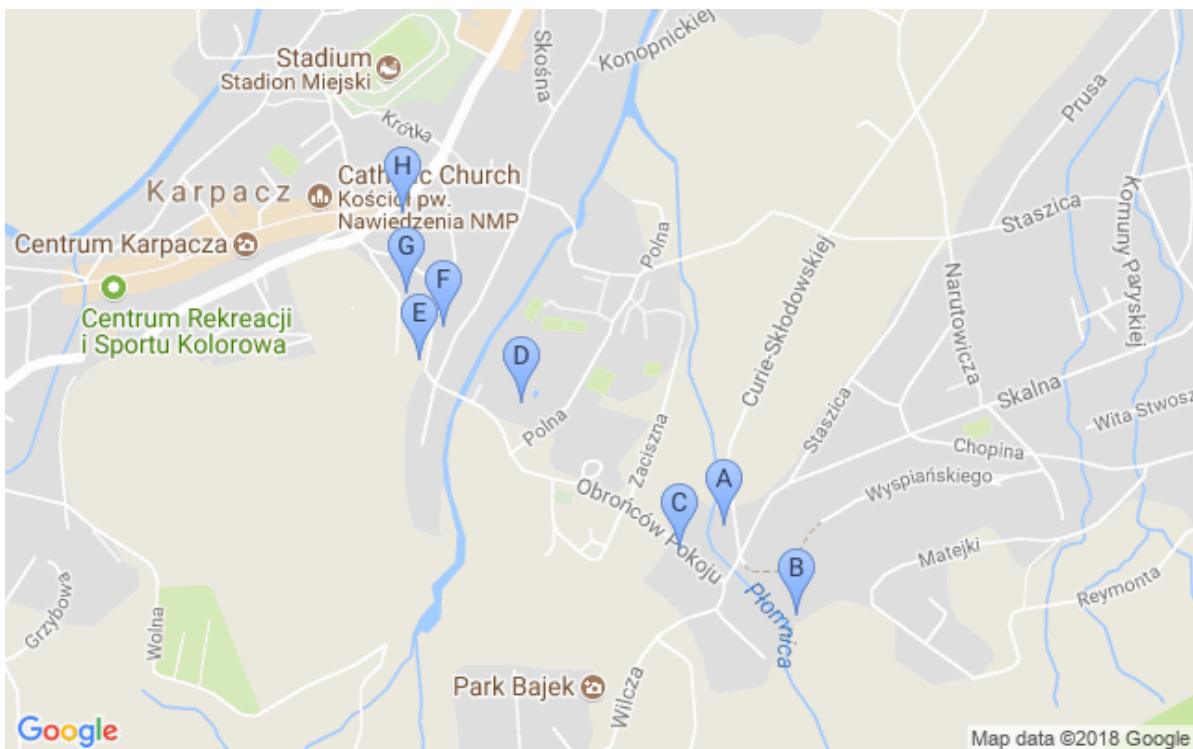 Stadium
Stadion Miejski
Skośna
Konopnickiej
Krótka
Prusa
H
Karpacz
Catholic Church
Kościół pw.
Nawiedzenia NMP
Centrum Karpacza
Komuny Paryskiej
Staszica
Polna
G
F
E
Centrum Rekreacji
i Sportu Kolorowa
Curie-Skłodowskiej
Narutowicza
D
Skalna
Staszica
Wita Stwosz
Polna
Zaciszna
Chopina
Wyspiańskiego
A
C
Obrońców Pokoju
Matejki
B
Reymonta
Płomnica
Grzybowa
Wolna
Park Bajek
Wilcza
Google
Map data ©2018 Google